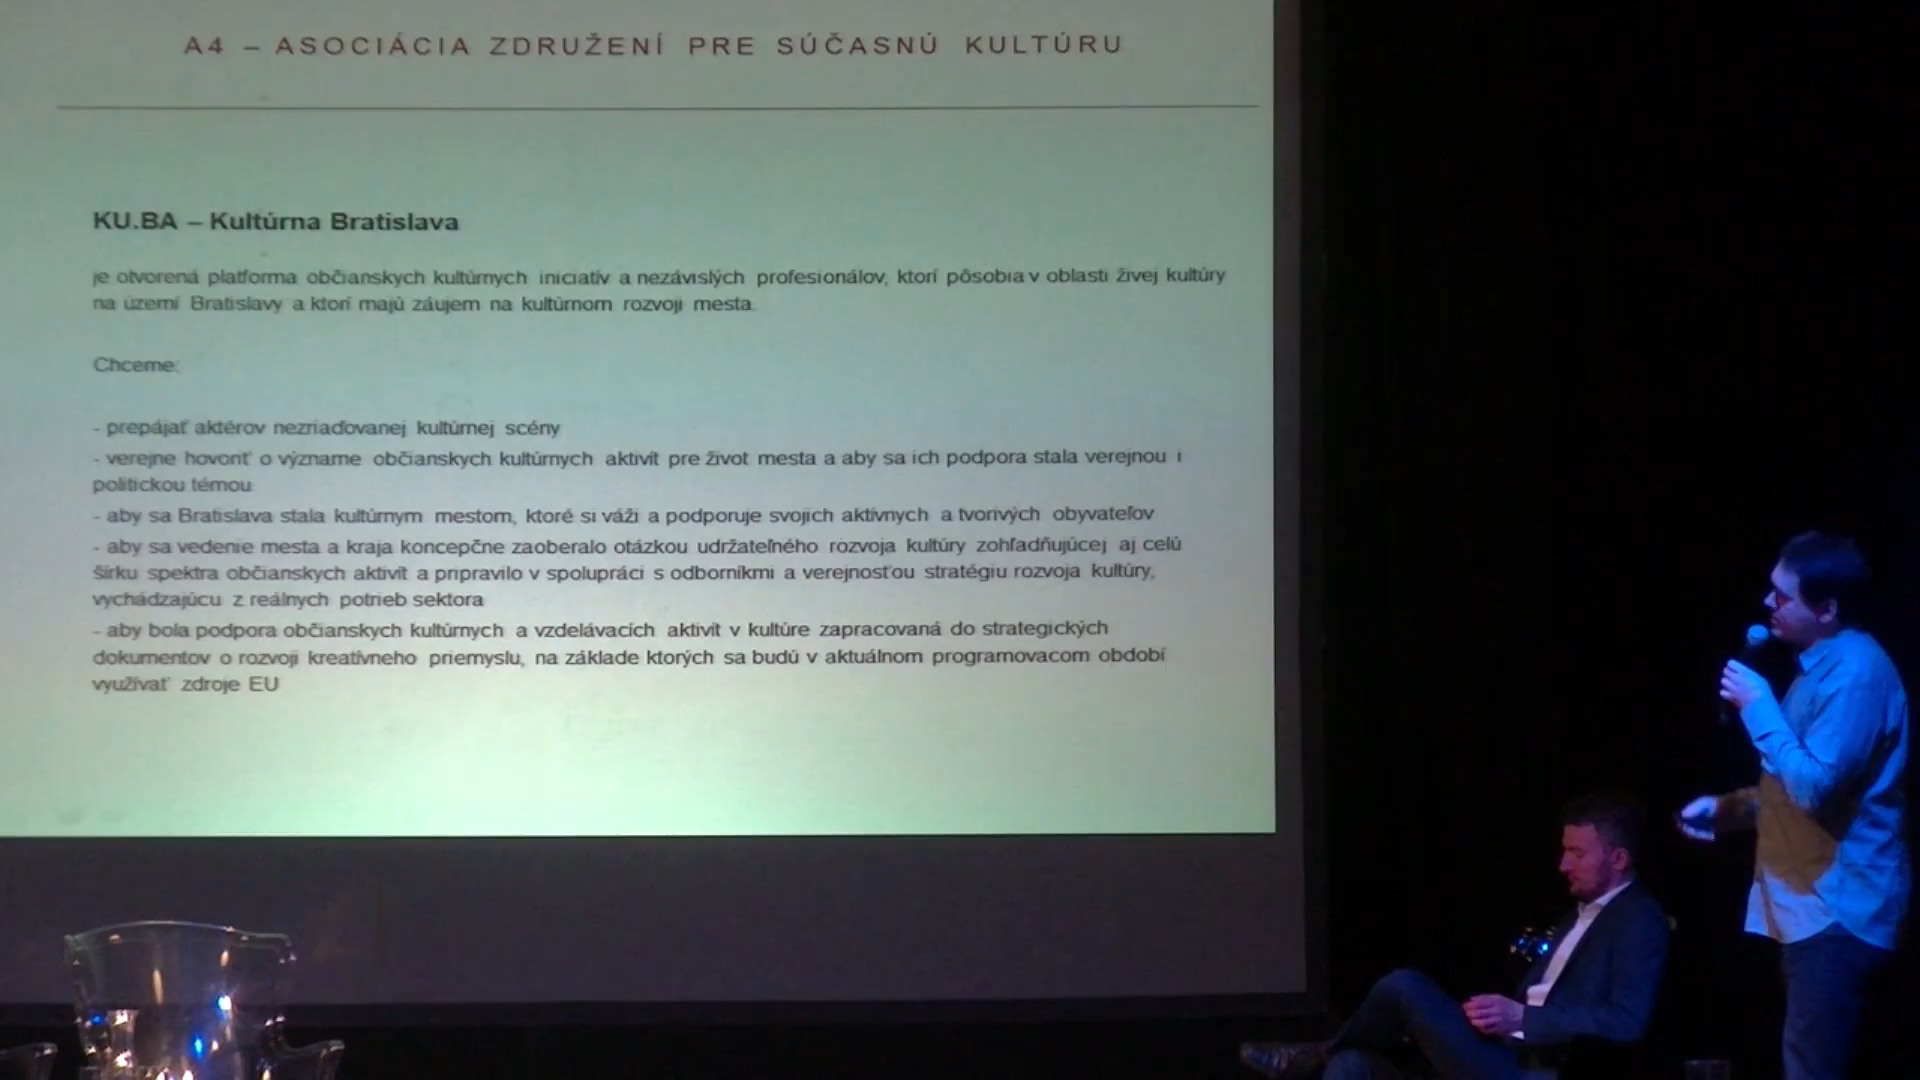 A4 – ASOCIÁCIA ZDRUŽENÍ PRE SÚČASNÚ KULTÚRU
KU.BA – Kultúrna Bratislava
je otvorená platforma občianskych kultúrnych iniciatív a nezávislých profesionálov, ktorí pôsobia v oblasti živej kultúry
na území Bratislavy a ktorí majú záujem na kultúrnom rozvoji mesta.
Chceme:
- prepájať aktérov nezriaďovanej kultúrnej scény
- verejne hovoriť o význame občianskych kultúrnych aktivít pre život mesta a aby sa ich podpora stala verejnou i
politickou témou
- aby sa Bratislava stala kultúrnym mestom, ktoré si váži a podporuje svojich aktívnych a tvorivých obyvateľov
- aby sa vedenie mesta a kraja koncepčne zaoberalo otázkou udržateľného rozvoja kultúry zohľadňujúcej aj celú
šírku spektra občianskych aktivít a pripravilo v spolupráci s odborníkmi a verejnosťou stratégiu rozvoja kultúry,
vychádzajúcu z reálnych potrieb sektora
- aby bola podpora občianskych kultúrnych a vzdelávacích aktivít v kultúre zapracovaná do strategických
dokumentov o rozvoji kreatívneho priemyslu, na základe ktorých sa budú v aktuálnom programovacom období
využívať zdroje EU